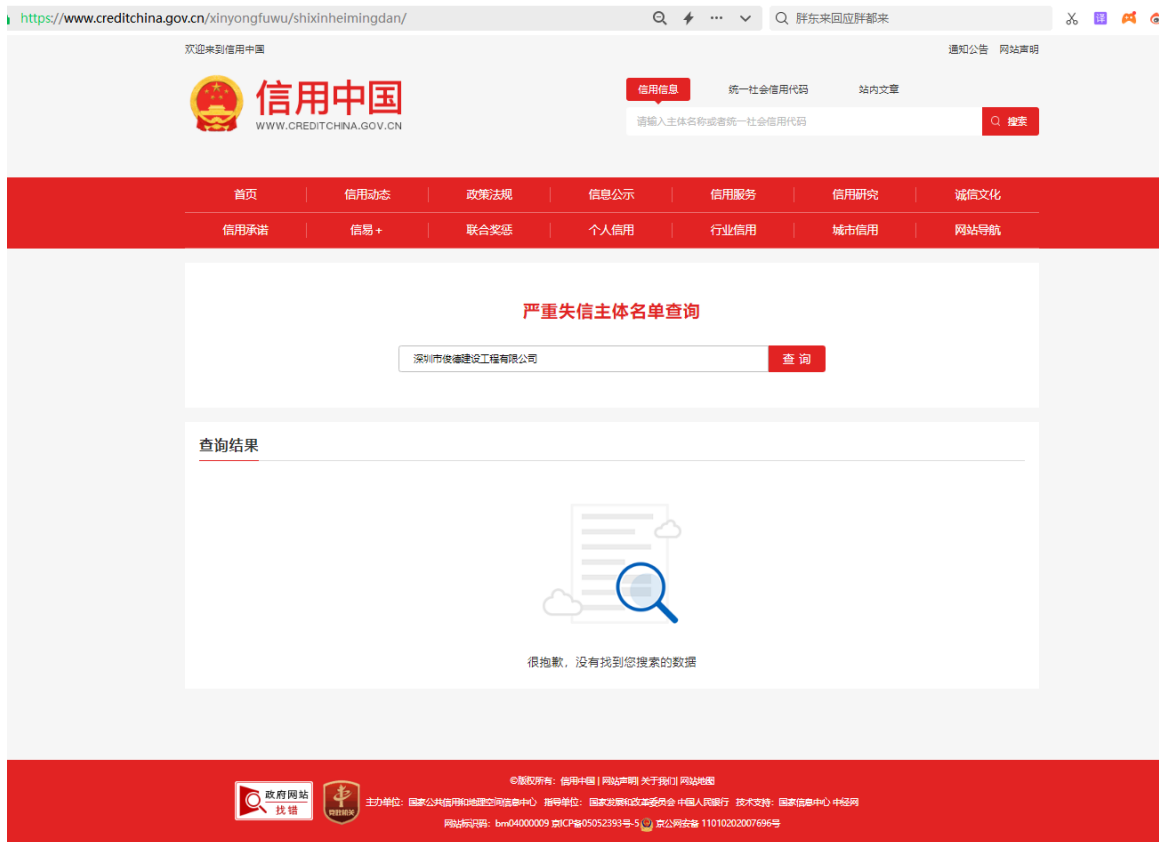 https://www.creditchina.gov.cn/xinyongfuwu/shixinheimingdan/ 胖东来回应胖都来 译
欢迎来到信用中国 通知公告 网站声明
信用中国
WWW.CREDITCHINA.GOV.CN
信用信息 统一社会信用代码 站内文章
请输入主体名称或者统一社会信用代码 搜索
首页 信用动态 政策法规 信息公示 信用服务 信用研究 诚信文化
信用承诺 信易+ 联合奖惩 个人信用 行业信用 城市信用 网站导航
严重失信主体名单查询
深圳市俊德建设工程有限公司 查询
查询结果
很抱歉，没有找到您搜索的数据
©版权所有：信用中国 | 网站声明| 关于我们| 网站地图
政府网站
找错
党政机关
主办单位：国家公共信用和地理空间信息中心 指导单位：国家发展和改革委员会 中国人民银行 技术支持：国家信息中心 中经网
网站标识码：bm04000009 京ICP备05052393号-5 京公网安备 11010202007696号